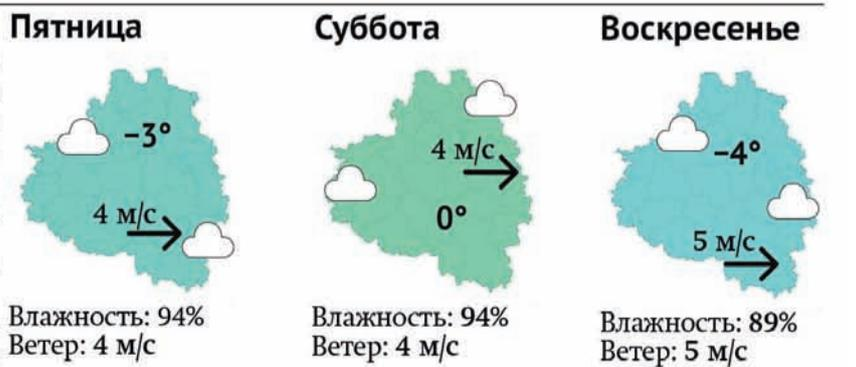 Пятница
−3°
4 м/с
Влажность: 94%
Ветер: 4 м/с
Суббота
4 м/с
0°
Влажность: 94%
Ветер: 4 м/с
Воскресенье
−4°
5 м/с
Влажность: 89%
Ветер: 5 м/с